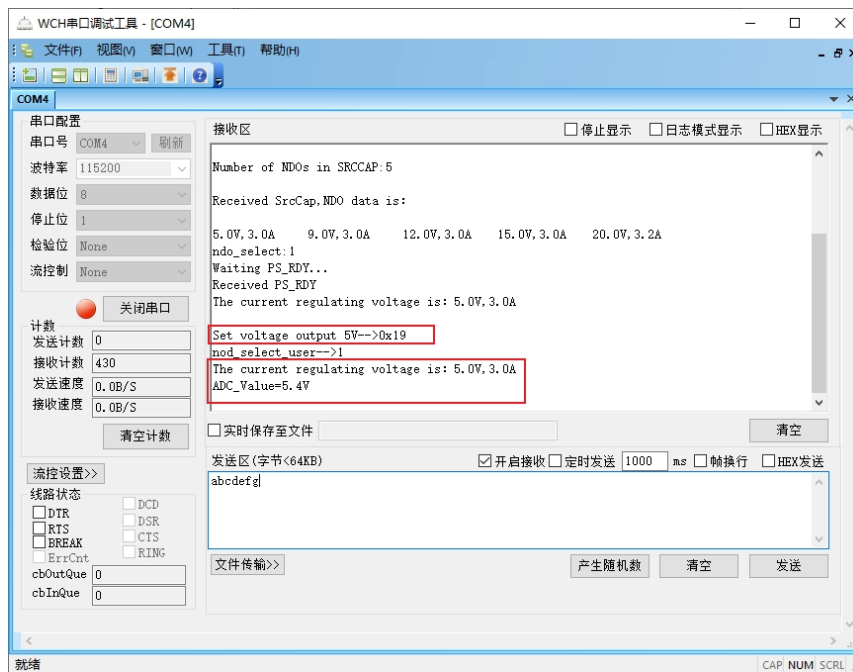 WCH串口调试工具 - [COM4]
文件(F) 视图(V) 窗口(W) 工具(T) 帮助(H)
COM4
串口配置
串口号 COM4 刷新
波特率 115200
数据位 8
停止位 1
检验位 None
流控制 None
关闭串口
计数
发送计数 0
接收计数 430
发送速度 0.0B/S
接收速度 0.0B/S
清空计数
流控设置>>
线路状态
DTR DCD
RTS DSR
BREAK CTS
ErrCnt RING
cbOutQue 0
cbInQue 0
接收区 停止显示 日志模式显示 HEX显示
Number of NDOs in SRCCAP:5
Received SrcCap,NDO data is:
5.0V,3.0A 9.0V,3.0A 12.0V,3.0A 15.0V,3.0A 20.0V,3.2A
ndo_select:1
Waiting PS_RDY...
Received PS_RDY
The current regulating voltage is: 5.0V,3.0A
Set voltage output 5V-->0x19
nod_select_user-->1
The current regulating voltage is: 5.0V,3.0A
ADC_Value=5.4V
实时保存至文件 清空
发送区(字节<64KB) 开启接收 定时发送 1000 ms 帧换行 HEX发送
abcdefg
文件传输>> 产生随机数 清空 发送
就绪 CAP NUM SCRL